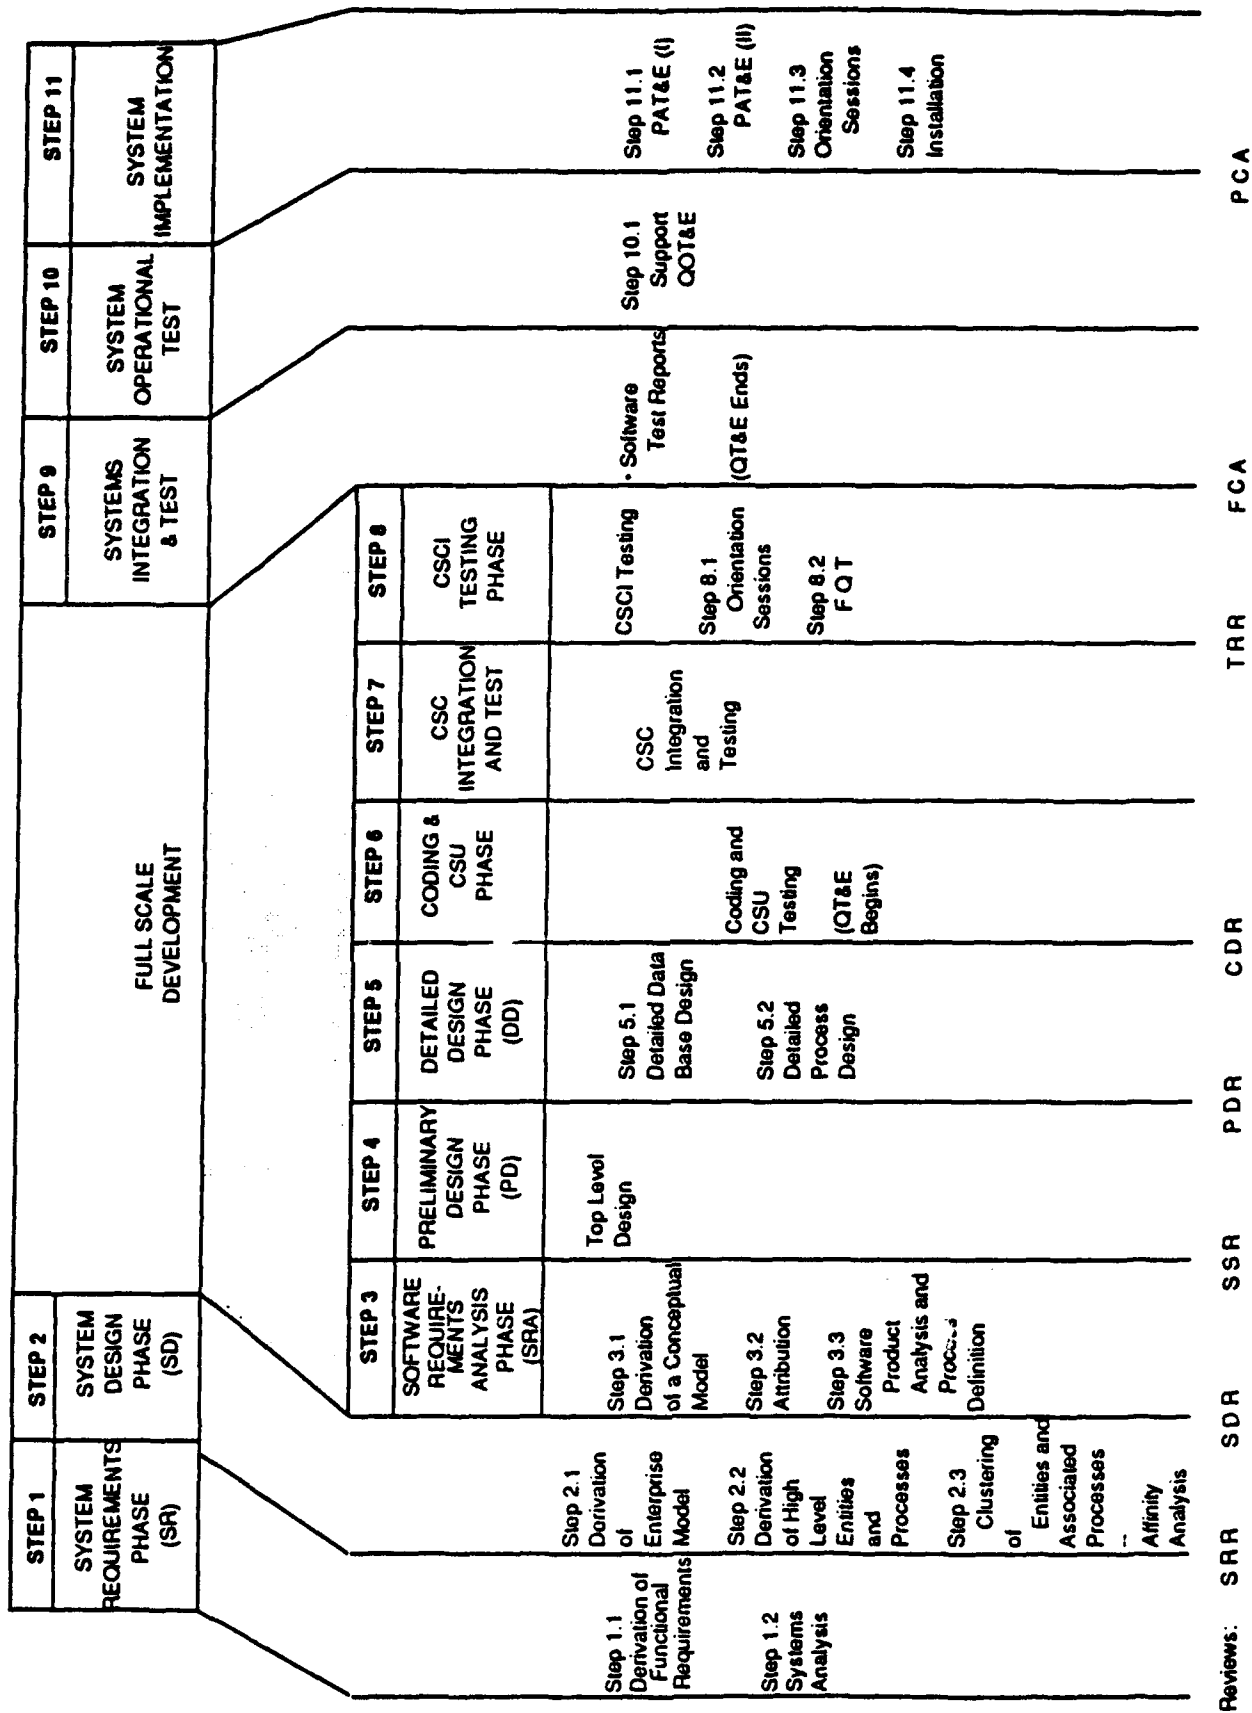 STEP 1
SYSTEM
REQUIREMENTS
PHASE
(SR)
STEP 2
SYSTEM
DESIGN
PHASE
(SD)
FULL SCALE
DEVELOPMENT
STEP 9
SYSTEMS
INTEGRATION
& TEST
STEP 10
SYSTEM
OPERATIONAL
TEST
STEP 11
SYSTEM
IMPLEMENTATION
STEP 3
SOFTWARE
REQUIRE-
MENTS
ANALYSIS
PHASE
(SRA)
STEP 4
PRELIMINARY
DESIGN
PHASE
(PD)
STEP 5
DETAILED
DESIGN
PHASE
(DD)
STEP 6
CODING &
CSU
PHASE
STEP 7
CSC
INTEGRATION
AND TEST
STEP 8
CSCI
TESTING
PHASE
Step 1.1
Derivation of
Functional
Requirements
Step 1.2
Systems
Analysis
Step 2.1
Dorivation
of Enterprise
Model
Step 2.2
Derivation
of High
Level
Entities
and
Processes
Step 2.3
Clustering
of Entities and
Associated
Processes
--
Affinity
Analysis
Step 3.1
Derivation
of a Conceptual
Model
Step 3.2
Attribution
Step 3.3
Software
Product
Analysis and
Process
Definition
Top Level
Design
Step 5.1
Detailed Data
Base Design
Step 5.2
Detailed
Process
Design
Coding and
CSU
Testing
(QT&E
Begins)
CSC
Integration
and
Testing
CSCI Testing
Step 8.1
Orientation
Sessions
Step 8.2
FQT
• Software
Test Reports
(QT&E Ends)
Step 10.1
Support
QOT&E
Step 11.1
PAT&E (I)
Step 11.2
PAT&E (II)
Step 11.3
Orientation
Sessions
Step 11.4
Installation
Reviews: SRR SDR SSR PDR CDR TRR FCA PCA